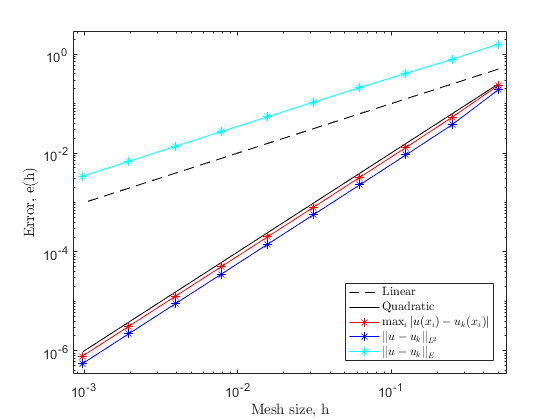 10^0
10^-2
10^-4
10^-6
Error, e(h)
10^-3
10^-2
10^-1
Mesh size, h
Linear
Quadratic
max_i |u(x_i) − u_k(x_i)|
||u − u_k||_{L^2}
||u − u_k||_E